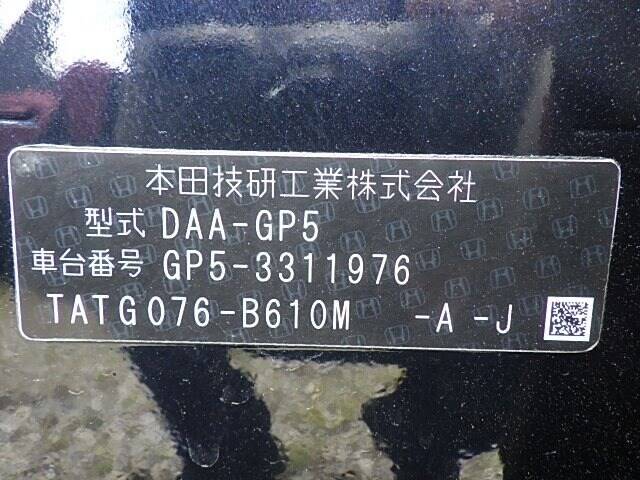 本田技研工業株式会社
型式 DAA-GP5
車台番号 GP5-3311976
TATG076-B610M -A -J